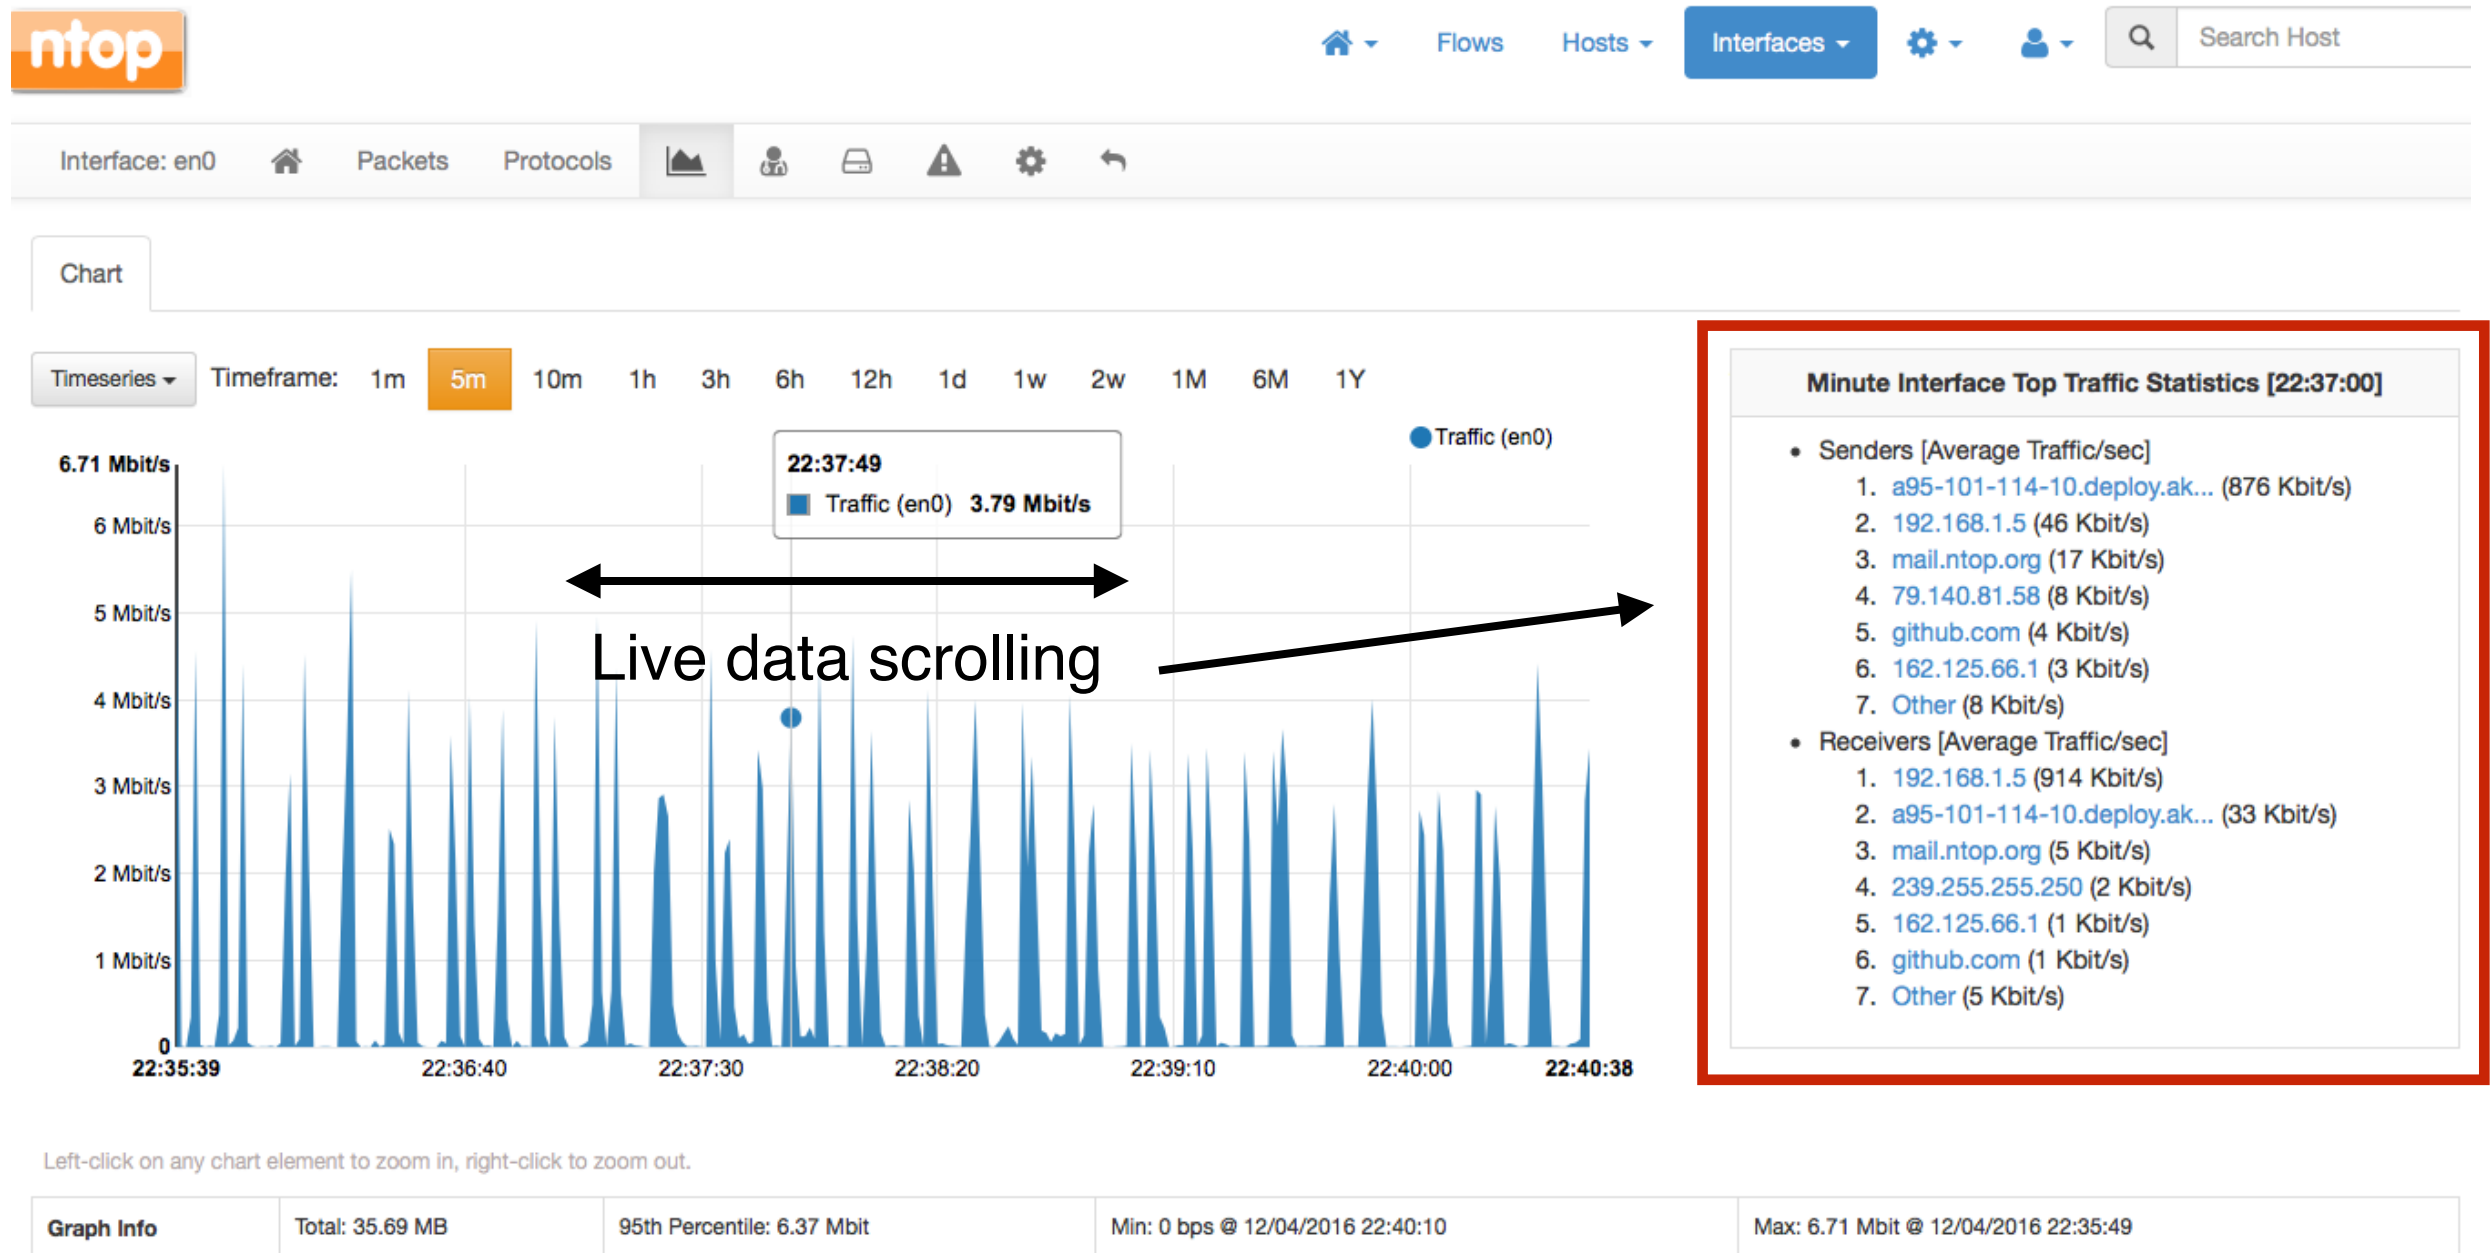 ntop
Flows Hosts Interfaces Search Host
Interface: en0 Packets Protocols
Chart
Timeseries Timeframe: 1m 5m 10m 1h 3h 6h 12h 1d 1w 2w 1M 6M 1Y
Traffic (en0)
22:37:49
Traffic (en0) 3.79 Mbit/s
6.71 Mbit/s
6 Mbit/s
5 Mbit/s
4 Mbit/s
3 Mbit/s
2 Mbit/s
1 Mbit/s
0
Live data scrolling
22:35:39 22:36:40 22:37:30 22:38:20 22:39:10 22:40:00 22:40:38
Minute Interface Top Traffic Statistics [22:37:00]
• Senders [Average Traffic/sec]
1. a95-101-114-10.deploy.ak... (876 Kbit/s)
2. 192.168.1.5 (46 Kbit/s)
3. mail.ntop.org (17 Kbit/s)
4. 79.140.81.58 (8 Kbit/s)
5. github.com (4 Kbit/s)
6. 162.125.66.1 (3 Kbit/s)
7. Other (8 Kbit/s)
• Receivers [Average Traffic/sec]
1. 192.168.1.5 (914 Kbit/s)
2. a95-101-114-10.deploy.ak... (33 Kbit/s)
3. mail.ntop.org (5 Kbit/s)
4. 239.255.255.250 (2 Kbit/s)
5. 162.125.66.1 (1 Kbit/s)
6. github.com (1 Kbit/s)
7. Other (5 Kbit/s)
Left-click on any chart element to zoom in, right-click to zoom out.
Graph Info Total: 35.69 MB 95th Percentile: 6.37 Mbit Min: 0 bps @ 12/04/2016 22:40:10 Max: 6.71 Mbit @ 12/04/2016 22:35:49